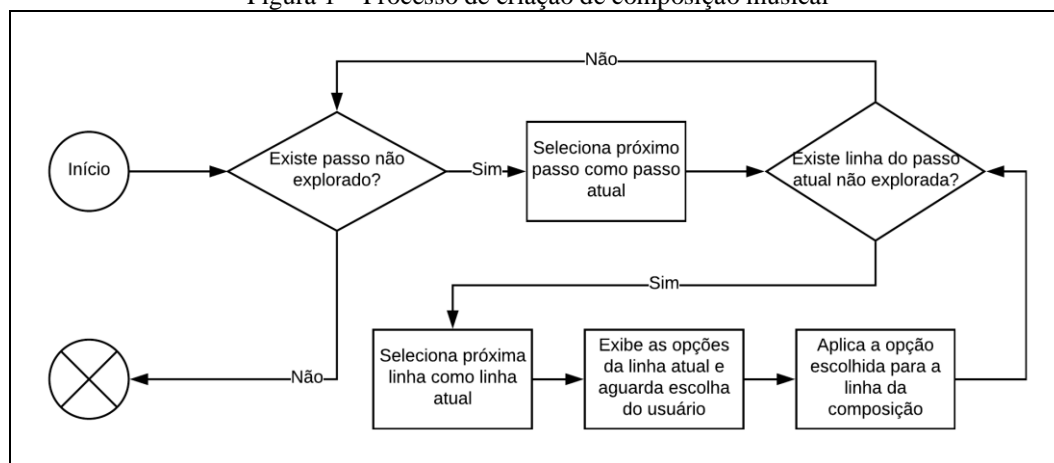 Figura 1 – Processo de criação de composição musical
Não
Início
Existe passo não
explorado?
Sim
Seleciona próximo
passo como passo
atual
Existe linha do passo
atual não explorada?
Sim
Não
Seleciona próxima
linha como linha
atual
Exibe as opções
da linha atual e
aguarda escolha
do usuário
Aplica a opção
escolhida para a
linha da
composição